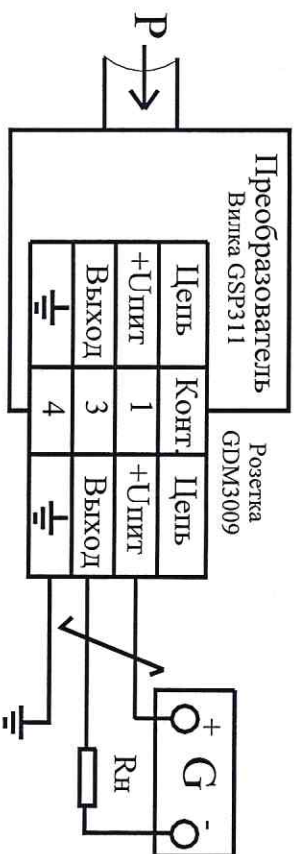 P
Преобразователь
Вилка GSP311
Розетка
GDM3009
Цепь Конт. Цепь
+Uпит 1 +Uпит
Выход 3 Выход
4
+ G -
Rн